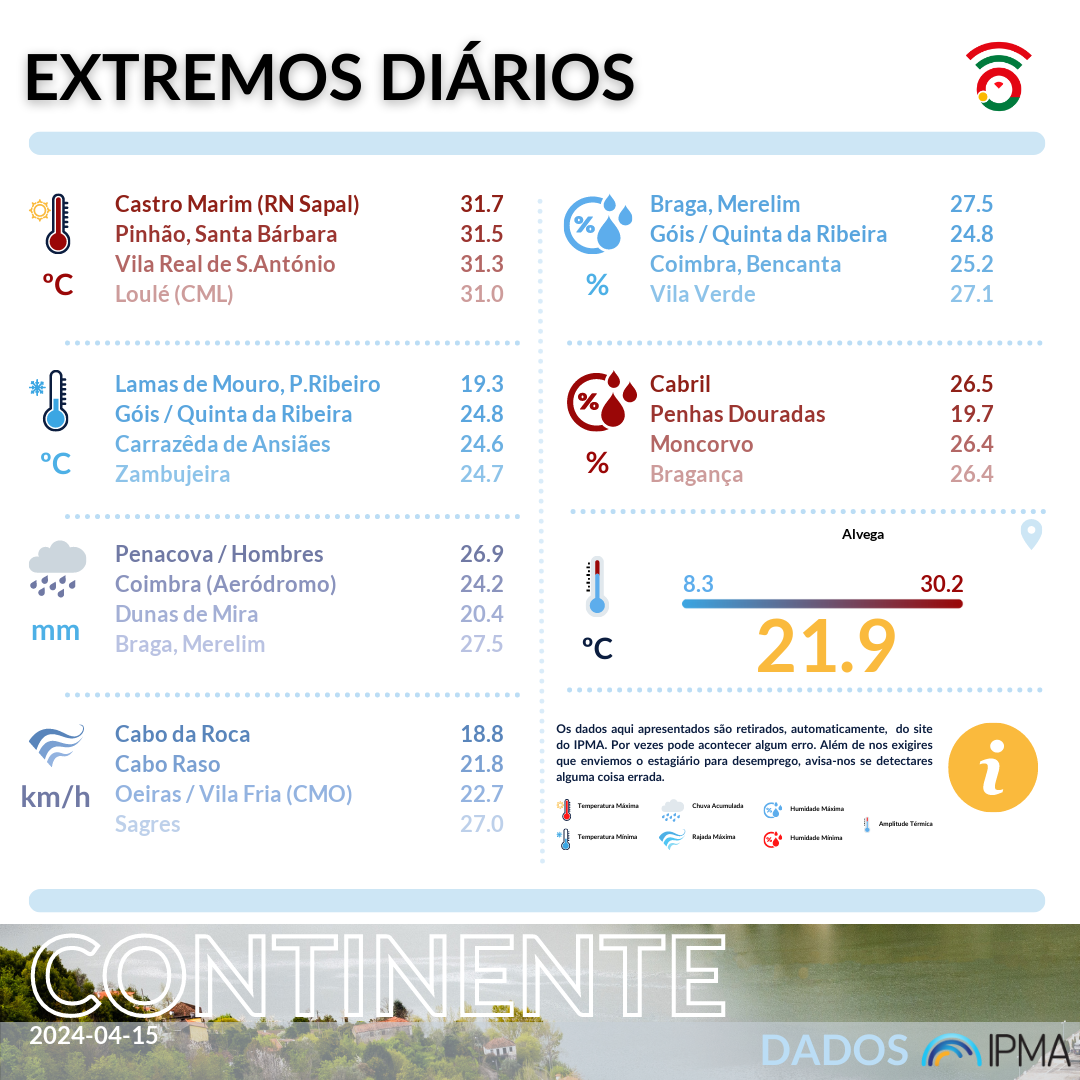 EXTREMOS DIÁRIOS
Castro Marim (RN Sapal) 31.7
Pinhão, Santa Bárbara 31.5
Vila Real de S.António 31.3
Loulé (CML) 31.0
ºC
Lamas de Mouro, P.Ribeiro 19.3
Góis / Quinta da Ribeira 24.8
Carrazêda de Ansiães 24.6
Zambujeira 24.7
ºC
Penacova / Hombres 26.9
Coimbra (Aeródromo) 24.2
Dunas de Mira 20.4
Braga, Merelim 27.5
mm
Cabo da Roca 18.8
Cabo Raso 21.8
Oeiras / Vila Fria (CMO) 22.7
Sagres 27.0
km/h
%
Braga, Merelim 27.5
Góis / Quinta da Ribeira 24.8
Coimbra, Bencanta 25.2
Vila Verde 27.1
%
%
Cabril 26.5
Penhas Douradas 19.7
Moncorvo 26.4
Bragança 26.4
%
Alvega
8.3 30.2
21.9
ºC
Os dados aqui apresentados são retirados, automaticamente, do site
do IPMA. Por vezes pode acontecer algum erro. Além de nos exigires
que enviemos o estagiário para desemprego, avisa-nos se detectares
alguma coisa errada.
i
Temperatura Máxima
Chuva Acumulada
Humidade Máxima
Amplitude Térmica
Temperatura Mínima
Rajada Máxima
Humidade Mínima
CONTINENTE
2024-04-15
DADOS IPMA